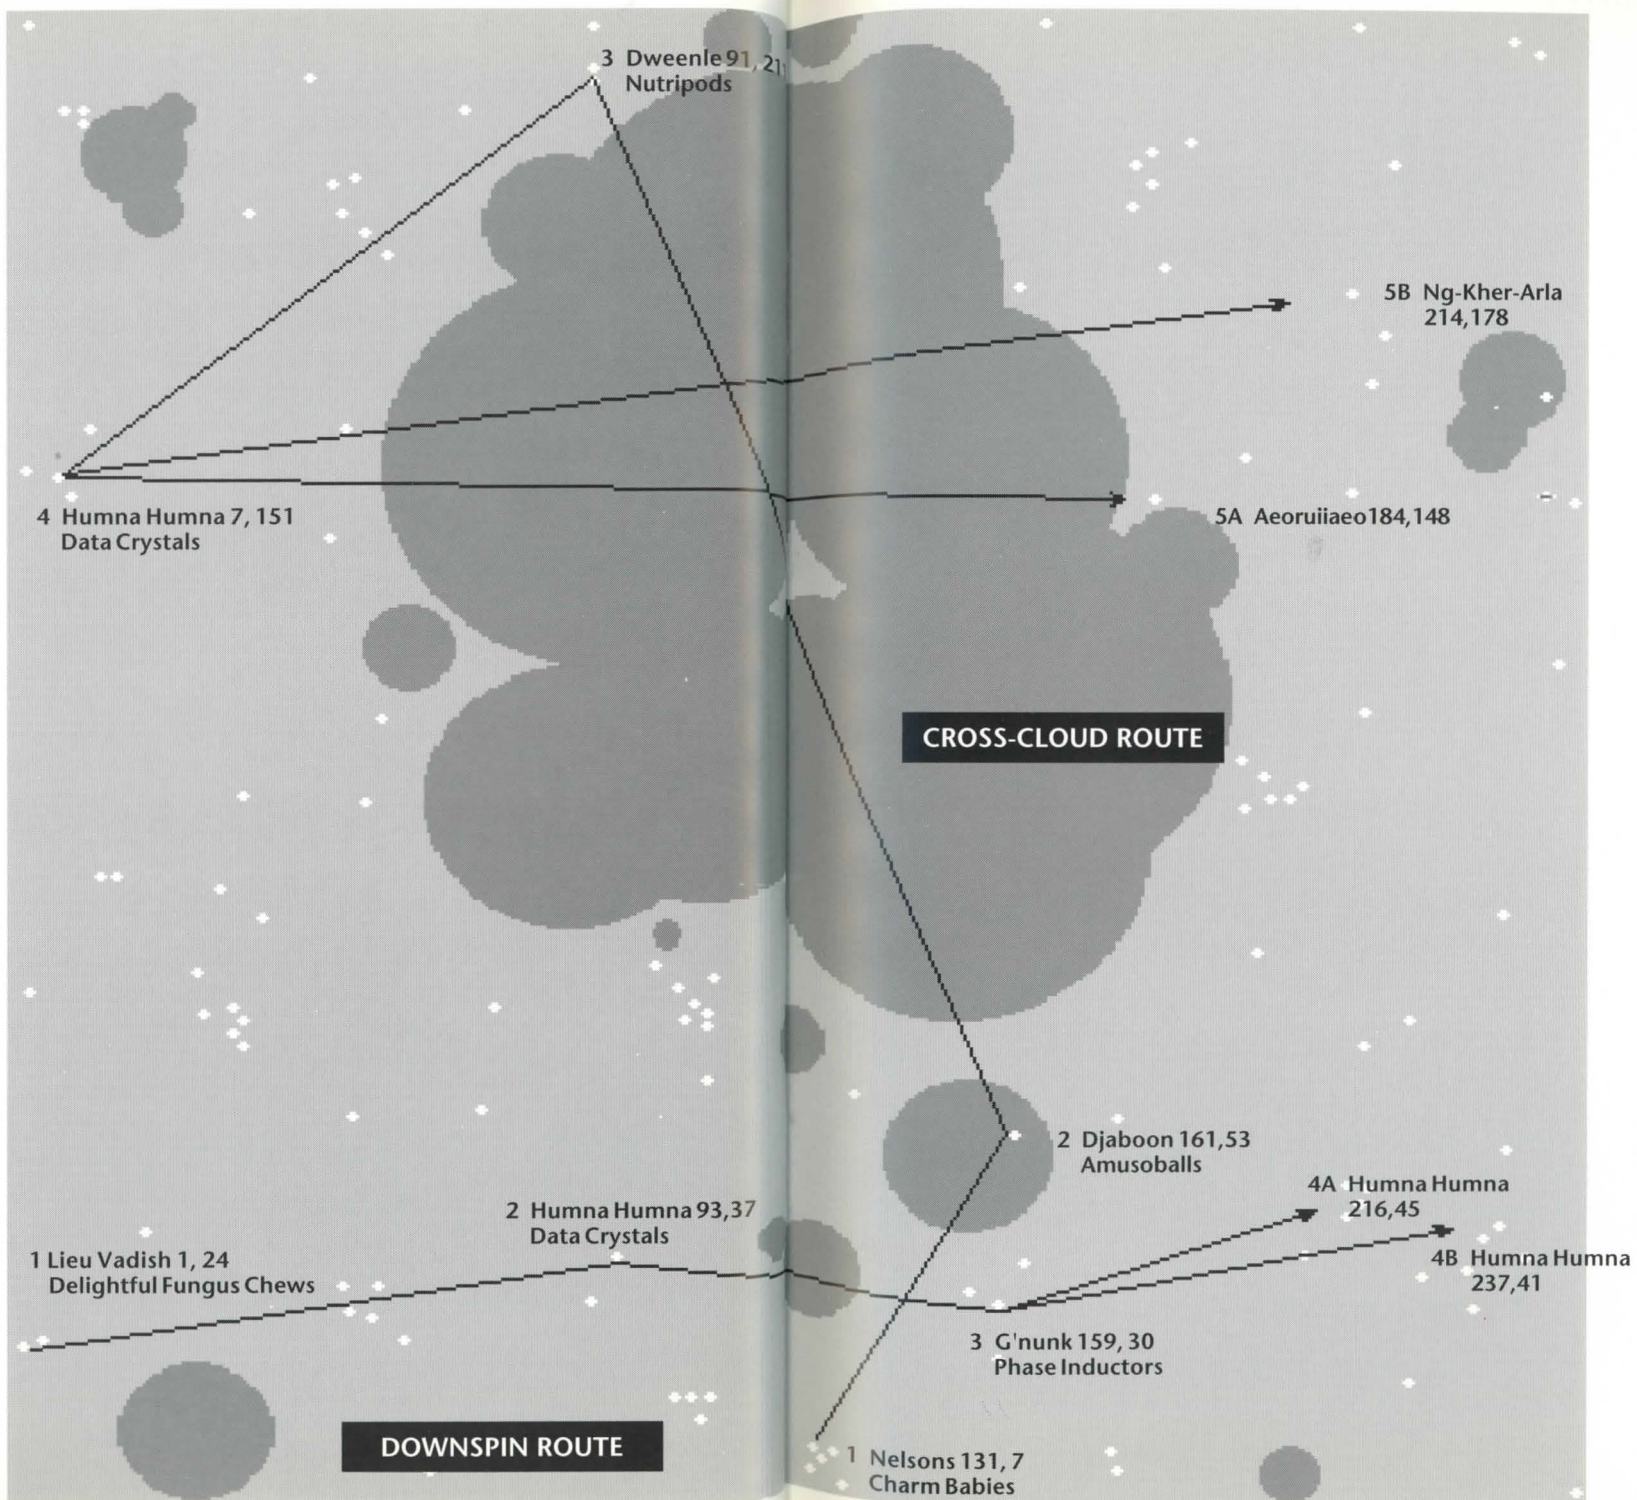 3 Dweenle 91, 211
Nutripods
5B Ng-Kher-Arla
214,178
4 Humna Humna 7, 151
Data Crystals
5A Aeoruiiaeo184,148
CROSS-CLOUD ROUTE
2 Djaboon 161,53
Amusoballs
4A Humna Humna
216,45
2 Humna Humna 93,37
Data Crystals
1 Lieu Vadish 1, 24
Delightful Fungus Chews
4B Humna Humna
237,41
3 G'nunk 159, 30
Phase Inductors
DOWNSPIN ROUTE
1 Nelsons 131, 7
Charm Babies